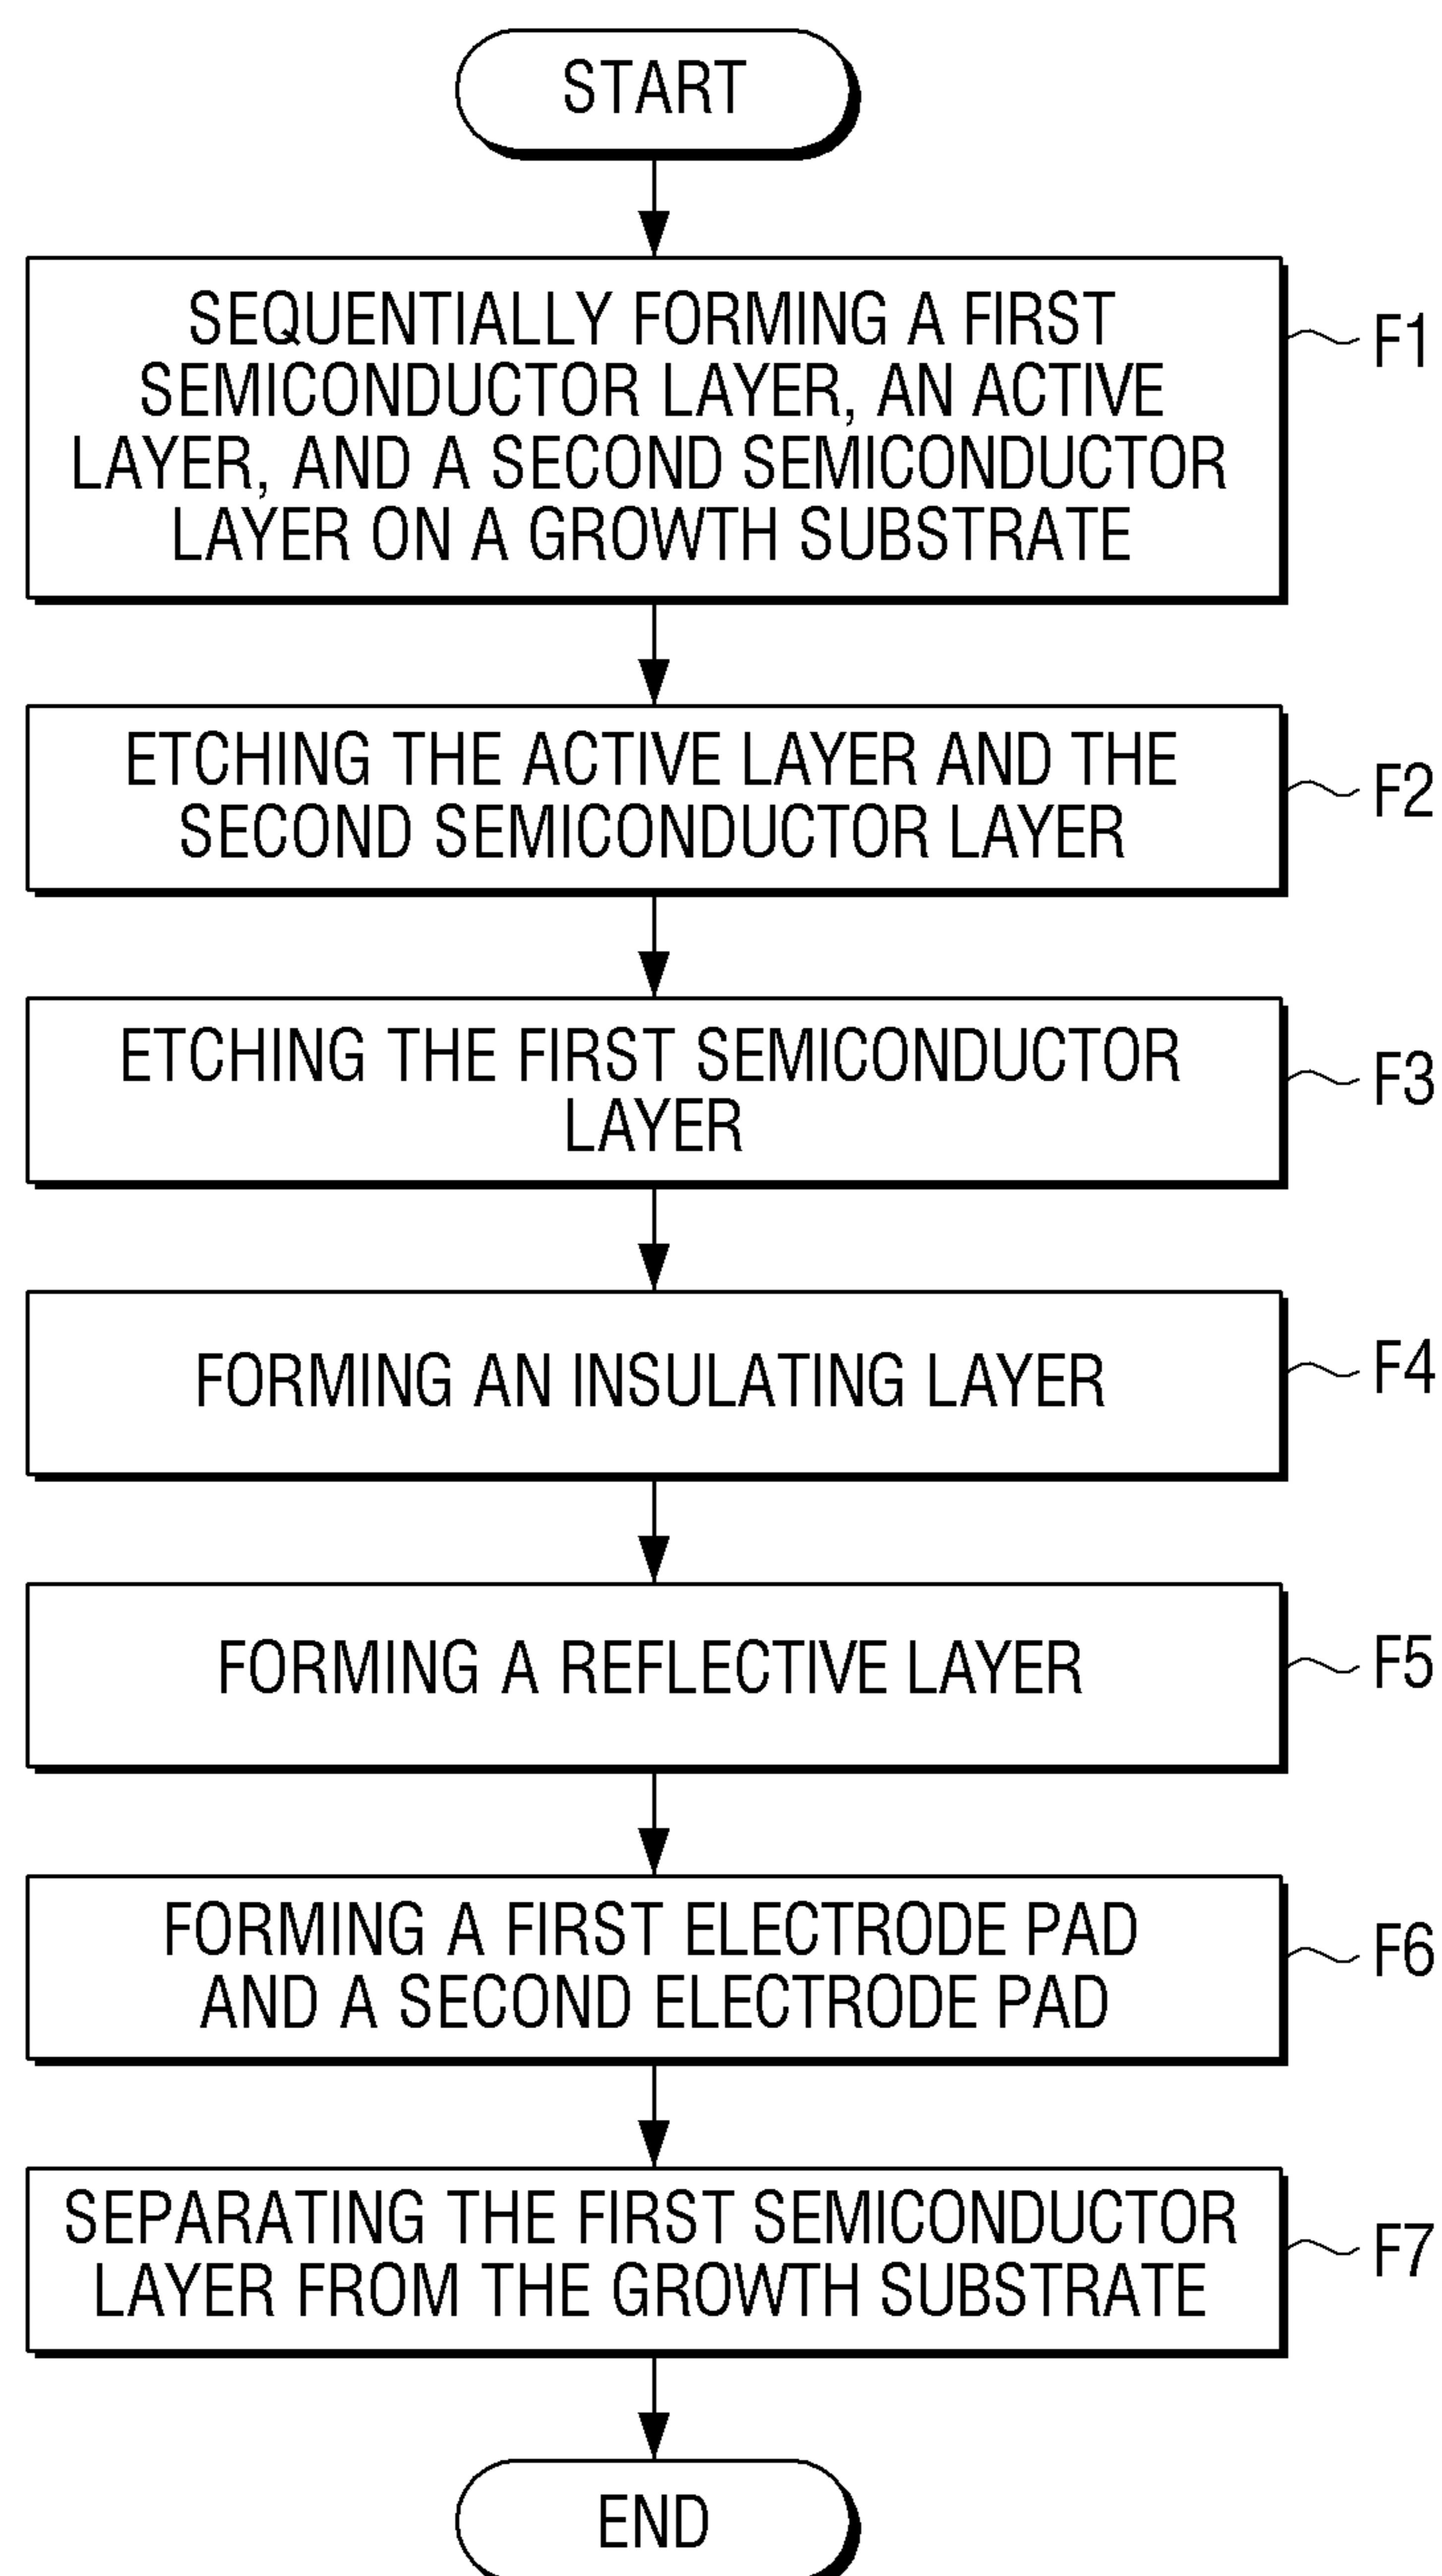 START
SEQUENTIALLY FORMING A FIRST
SEMICONDUCTOR LAYER, AN ACTIVE
LAYER, AND A SECOND SEMICONDUCTOR
LAYER ON A GROWTH SUBSTRATE
F1
ETCHING THE ACTIVE LAYER AND THE
SECOND SEMICONDUCTOR LAYER
F2
ETCHING THE FIRST SEMICONDUCTOR
LAYER
F3
FORMING AN INSULATING LAYER
F4
FORMING A REFLECTIVE LAYER
F5
FORMING A FIRST ELECTRODE PAD
AND A SECOND ELECTRODE PAD
F6
SEPARATING THE FIRST SEMICONDUCTOR
LAYER FROM THE GROWTH SUBSTRATE
F7
END